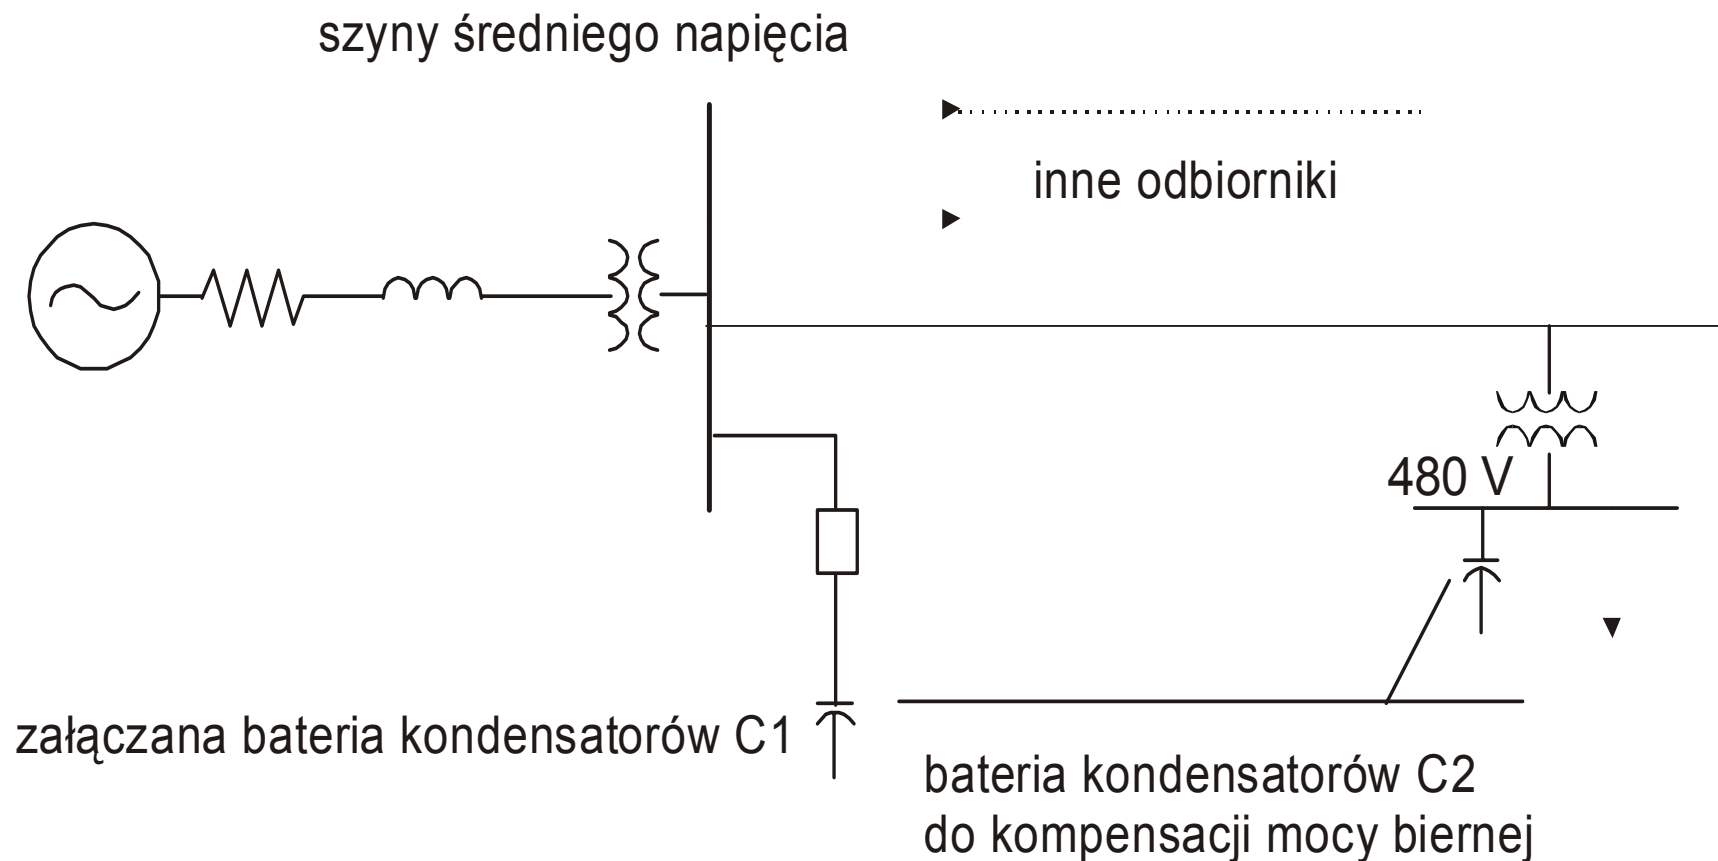 szyny średniego napięcia
inne odbiorniki
480 V
załączana bateria kondensatorów C1
bateria kondensatorów C2
do kompensacji mocy biernej